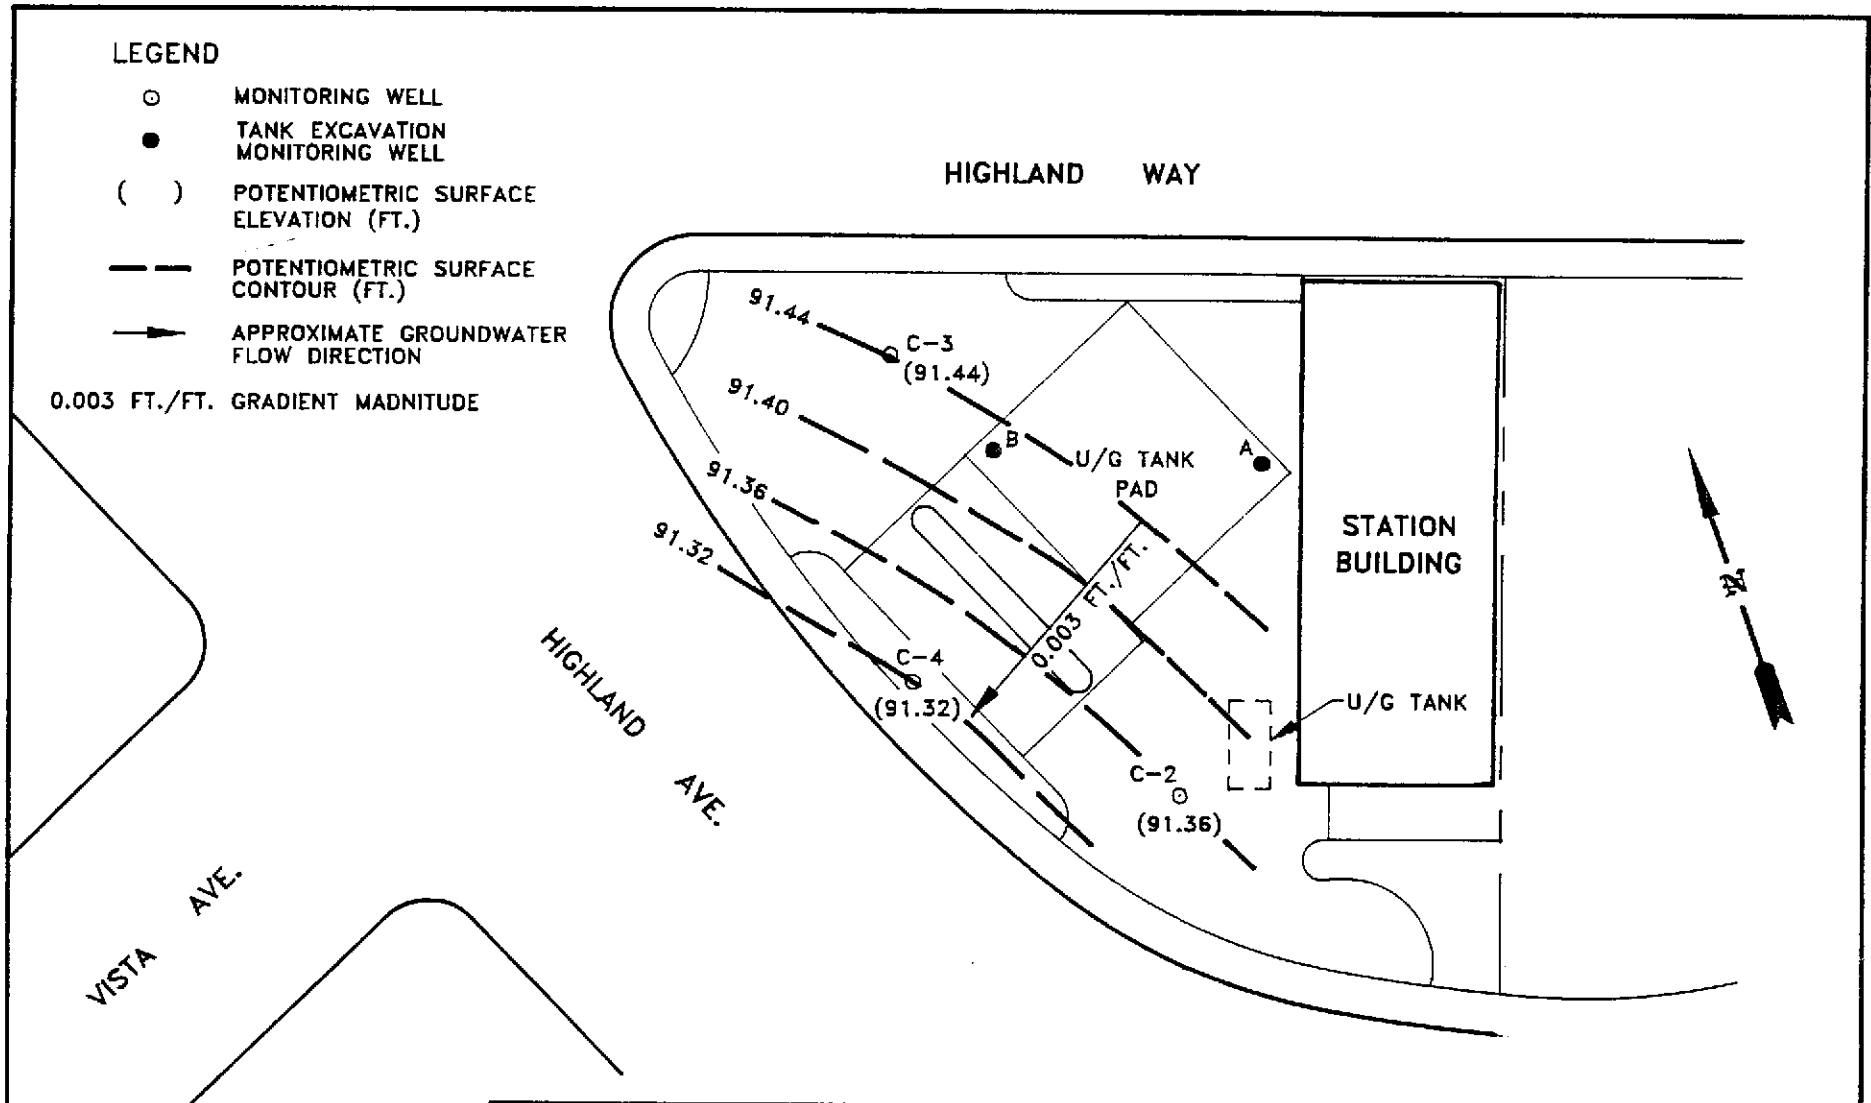 LEGEND
MONITORING WELL
TANK EXCAVATION
MONITORING WELL
( ) POTENTIOMETRIC SURFACE
ELEVATION (FT.)
POTENTIOMETRIC SURFACE
CONTOUR (FT.)
APPROXIMATE GROUNDWATER
FLOW DIRECTION
0.003 FT./FT. GRADIENT MADNITUDE
HIGHLAND WAY
91.44
C-3
(91.44)
91.40
B
A
U/G TANK
PAD
91.36
91.32
STATION
BUILDING
0.003 FT./FT.
C-4
(91.32)
U/G TANK
C-2
(91.36)
HIGHLAND AVE.
VISTA AVE.